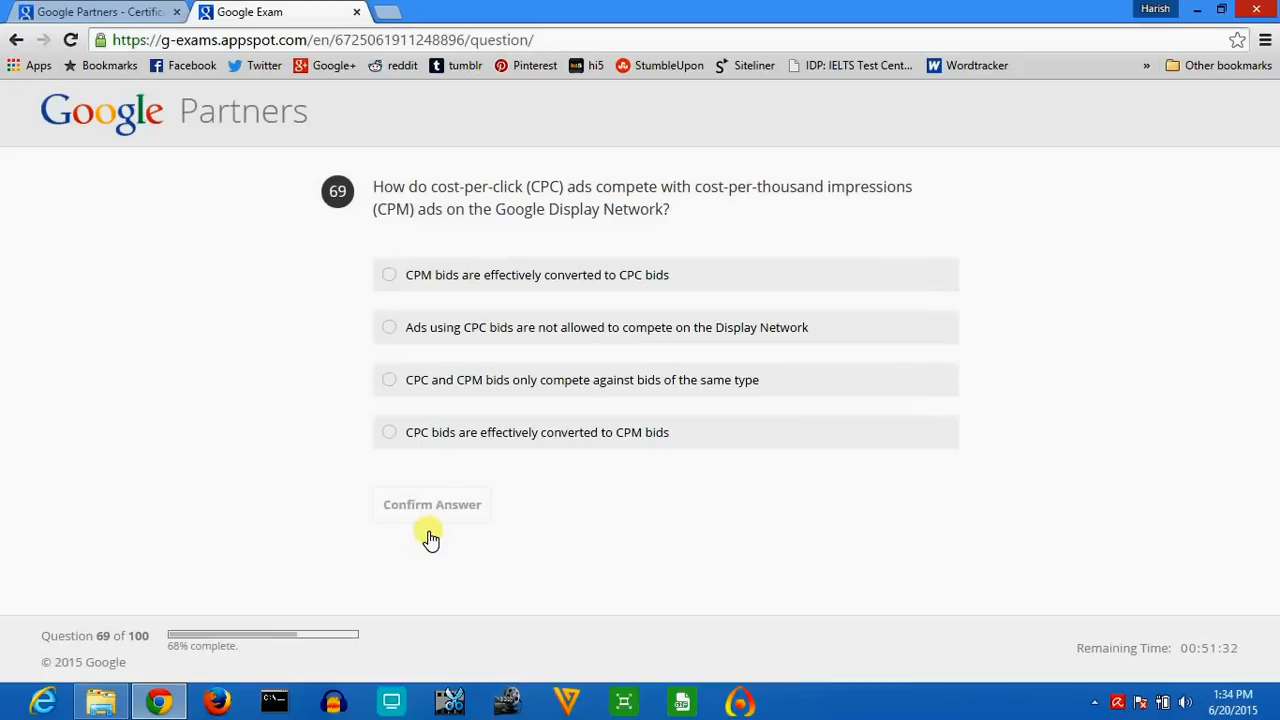 Google Partners - Certific
Google Exam
Harish
https://g-exams.appspot.com/en/6725061911248896/question/
Apps Bookmarks Facebook Twitter Google+ reddit tumblr Pinterest hi5 StumbleUpon Siteliner IDP: IELTS Test Cent... Wordtracker » Other bookmarks
Google Partners
69 How do cost-per-click (CPC) ads compete with cost-per-thousand impressions
(CPM) ads on the Google Display Network?
CPM bids are effectively converted to CPC bids
Ads using CPC bids are not allowed to compete on the Display Network
CPC and CPM bids only compete against bids of the same type
CPC bids are effectively converted to CPM bids
Confirm Answer
Question 69 of 100
68% complete.
© 2015 Google
Remaining Time: 00:51:32
1:34 PM
6/20/2015